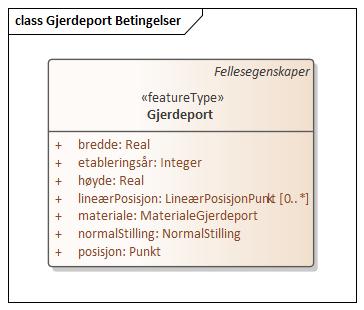 class Gjerdeport Betingelser
Fellesegenskaper
«featureType»
Gjerdeport
+ bredde: Real
+ etableringsår: Integer
+ høyde: Real
+ lineærPosisjon: LineærPosisjonPunkt [0..*]
+ materiale: MaterialeGjerdeport
+ normalStilling: NormalStilling
+ posisjon: Punkt